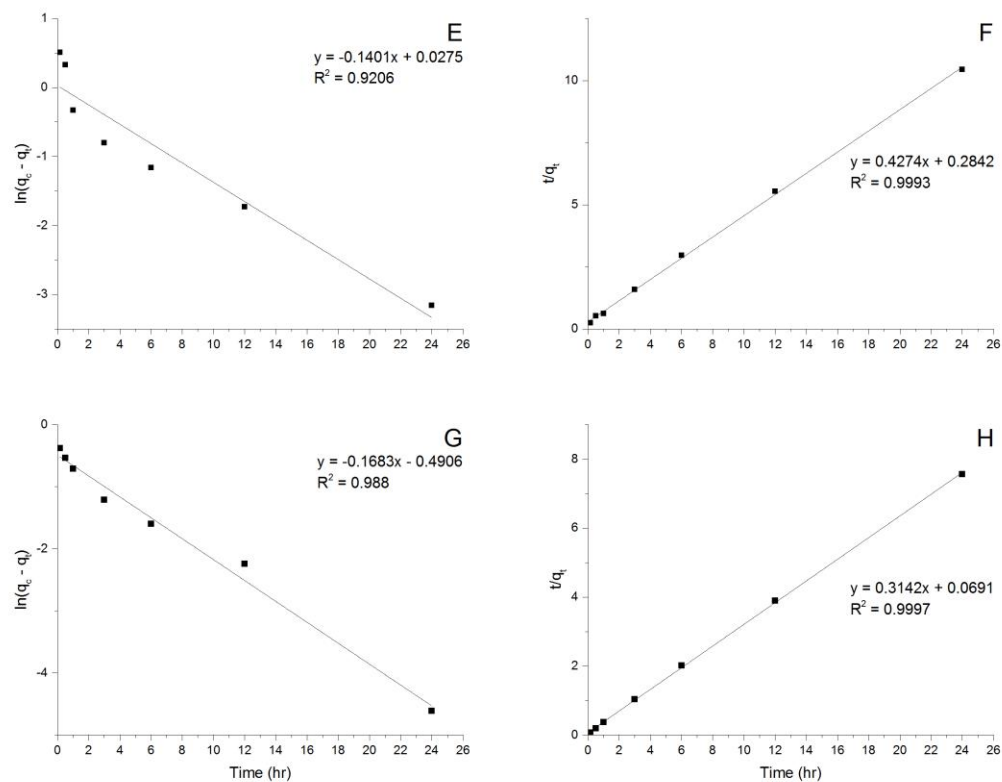 E
y = -0.1401x + 0.0275
R² = 0.9206
ln(q_c - q_t)
1
0
-1
-2
-3
0 2 4 6 8 10 12 14 16 18 20 22 24 26
F
y = 0.4274x + 0.2842
R² = 0.9993
t/q_t
10
5
0
0 2 4 6 8 10 12 14 16 18 20 22 24 26
G
y = -0.1683x - 0.4906
R² = 0.988
ln(q_c - q_t)
0
-2
-4
0 2 4 6 8 10 12 14 16 18 20 22 24 26
Time (hr)
H
y = 0.3142x + 0.0691
R² = 0.9997
t/q_t
8
6
4
2
0
0 2 4 6 8 10 12 14 16 18 20 22 24 26
Time (hr)